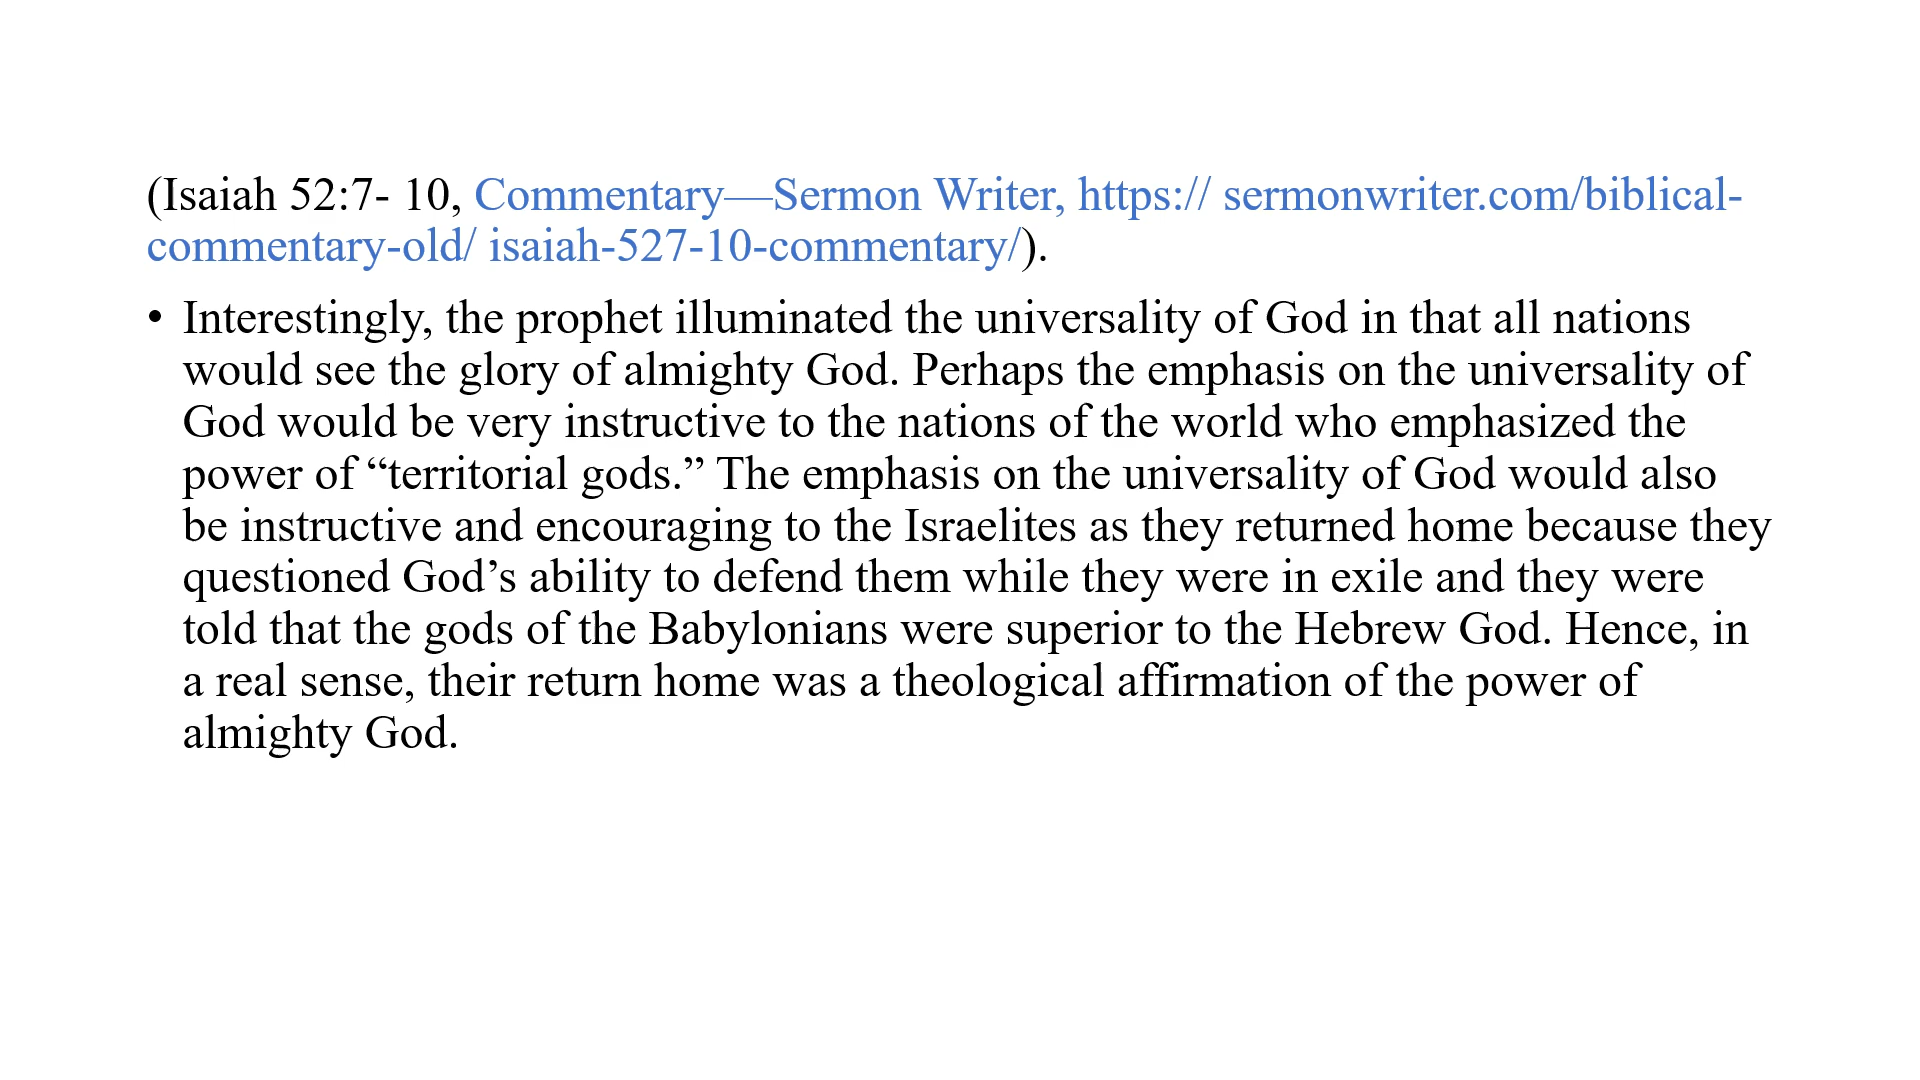 (Isaiah 52:7- 10, Commentary—Sermon Writer, https:// sermonwriter.com/biblical-
commentary-old/ isaiah-527-10-commentary/).
• Interestingly, the prophet illuminated the universality of God in that all nations
would see the glory of almighty God. Perhaps the emphasis on the universality of
God would be very instructive to the nations of the world who emphasized the
power of “territorial gods.” The emphasis on the universality of God would also
be instructive and encouraging to the Israelites as they returned home because they
questioned God’s ability to defend them while they were in exile and they were
told that the gods of the Babylonians were superior to the Hebrew God. Hence, in
a real sense, their return home was a theological affirmation of the power of
almighty God.